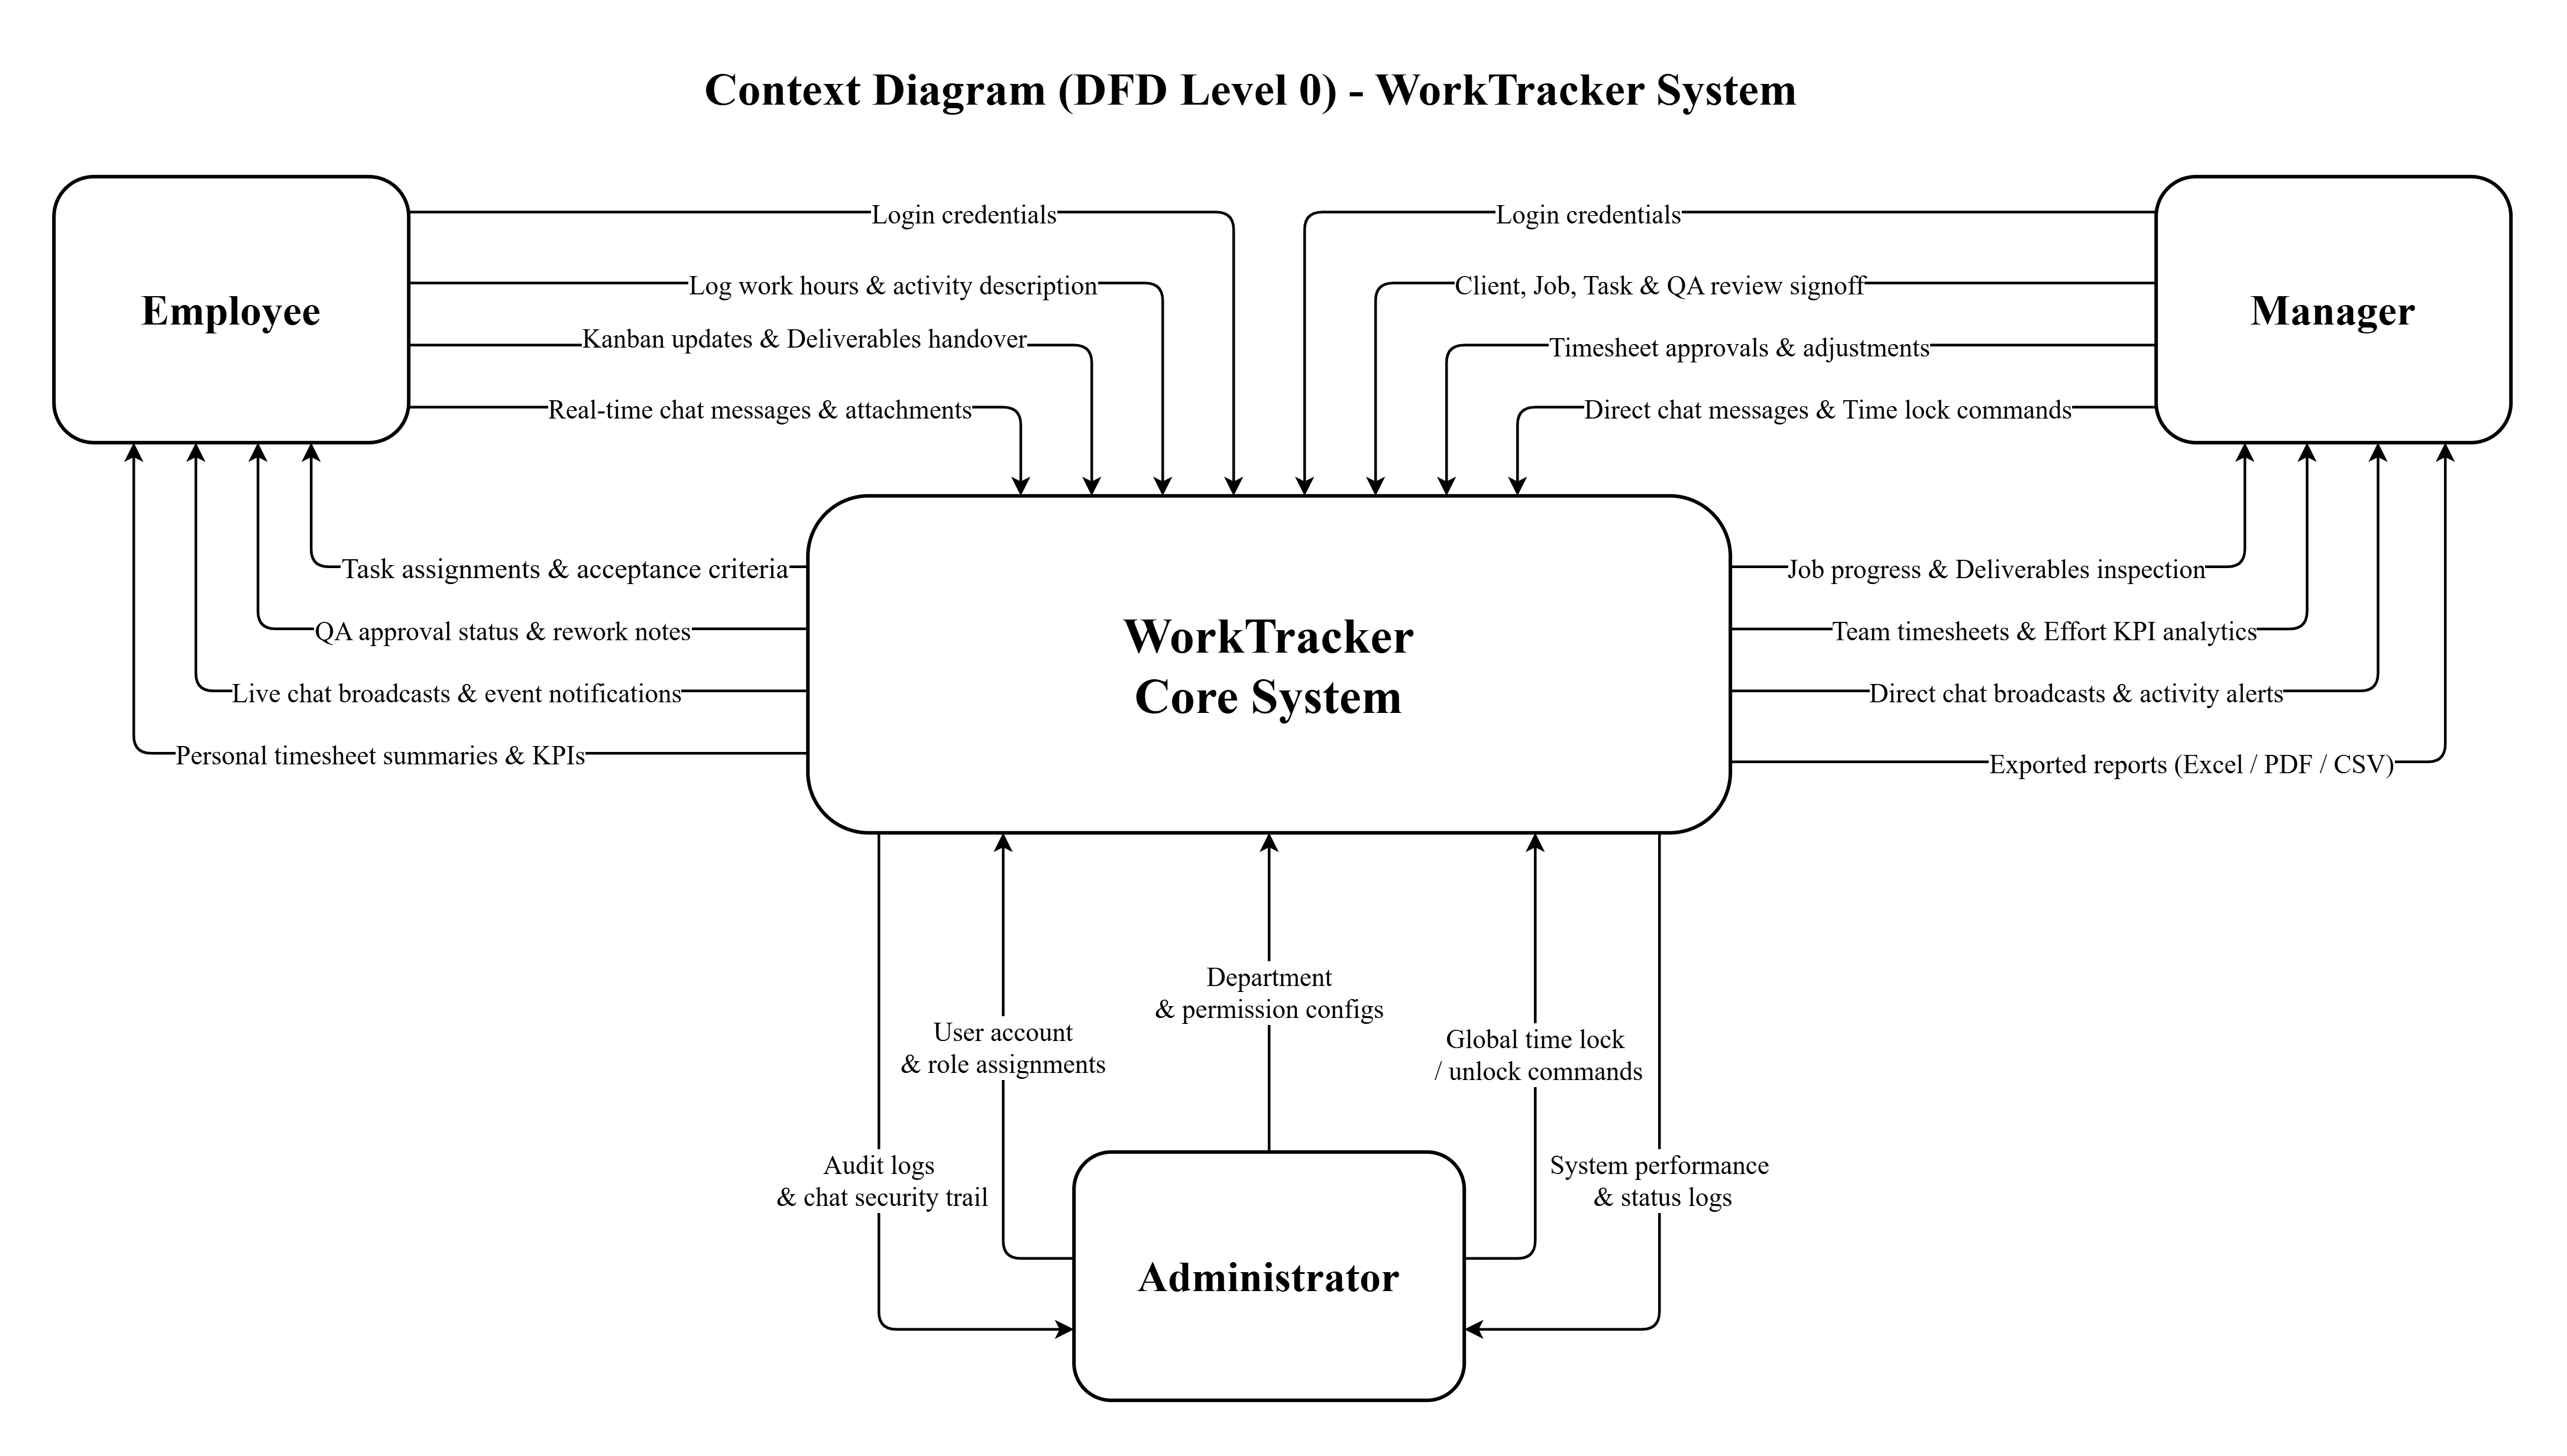 Context Diagram (DFD Level 0) - WorkTracker System
Employee
Manager
Login credentials
Log work hours & activity description
Kanban updates & Deliverables handover
Real-time chat messages & attachments
Login credentials
Client, Job, Task & QA review signoff
Timesheet approvals & adjustments
Direct chat messages & Time lock commands
Task assignments & acceptance criteria
QA approval status & rework notes
Live chat broadcasts & event notifications
Personal timesheet summaries & KPIs
WorkTracker
Core System
Job progress & Deliverables inspection
Team timesheets & Effort KPI analytics
Direct chat broadcasts & activity alerts
Exported reports (Excel / PDF / CSV)
Department
& permission configs
User account
& role assignments
Global time lock
/ unlock commands
Audit logs
& chat security trail
System performance
& status logs
Administrator